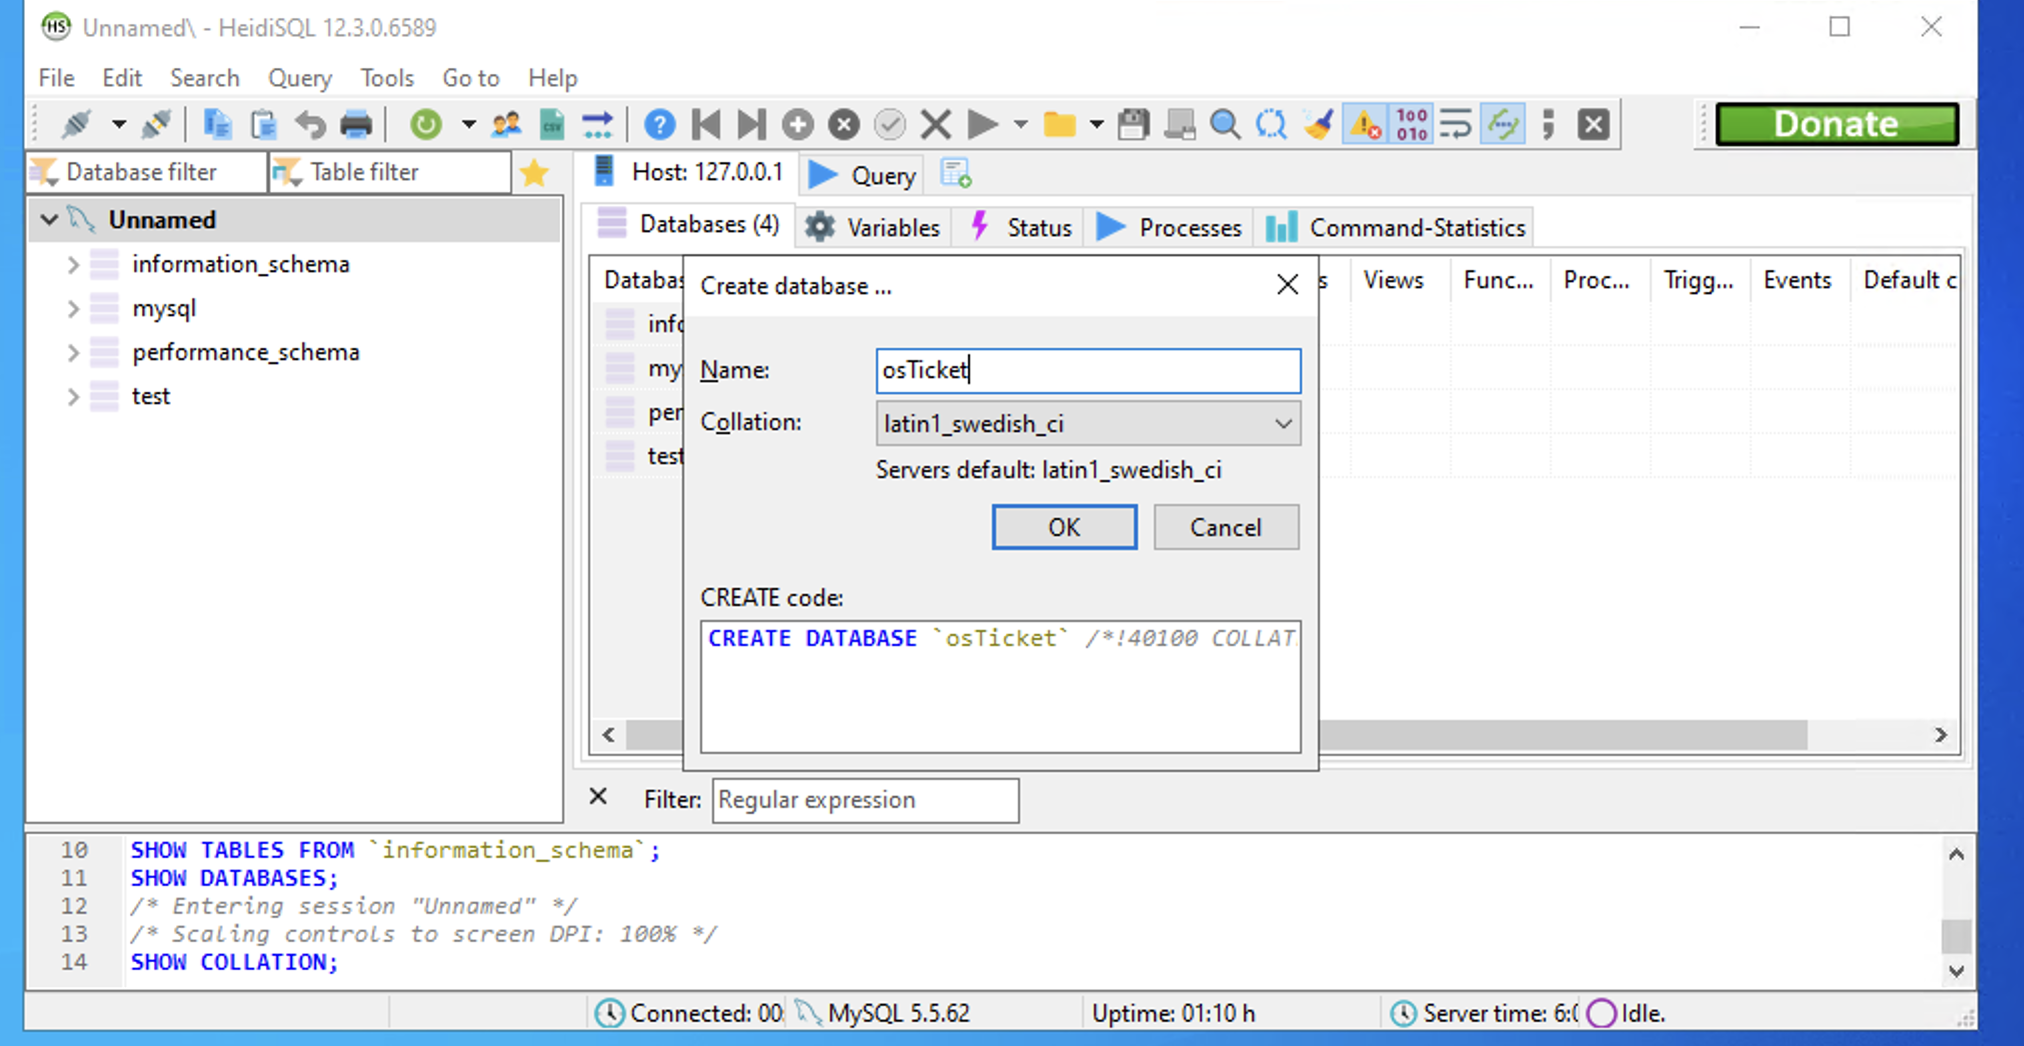 HS Unnamed\ - HeidiSQL 12.3.0.6589
File Edit Search Query Tools Go to Help
100 010
Donate
Database filter Table filter
Host: 127.0.0.1 Query
Unnamed
information_schema
mysql
performance_schema
test
Databases (4) Variables Status Processes Command-Statistics
Databas s Views Func... Proc... Trigg... Events Default c
info
my
per
test
Create database ...
Name: osTicket
Collation: latin1_swedish_ci
Servers default: latin1_swedish_ci
OK Cancel
CREATE code:
CREATE DATABASE `osTicket` /*!40100 COLLAT
Filter: Regular expression
10 SHOW TABLES FROM `information_schema`;
11 SHOW DATABASES;
12 /* Entering session "Unnamed" */
13 /* Scaling controls to screen DPI: 100% */
14 SHOW COLLATION;
Connected: 00 MySQL 5.5.62 Uptime: 01:10 h Server time: 6:0 Idle.